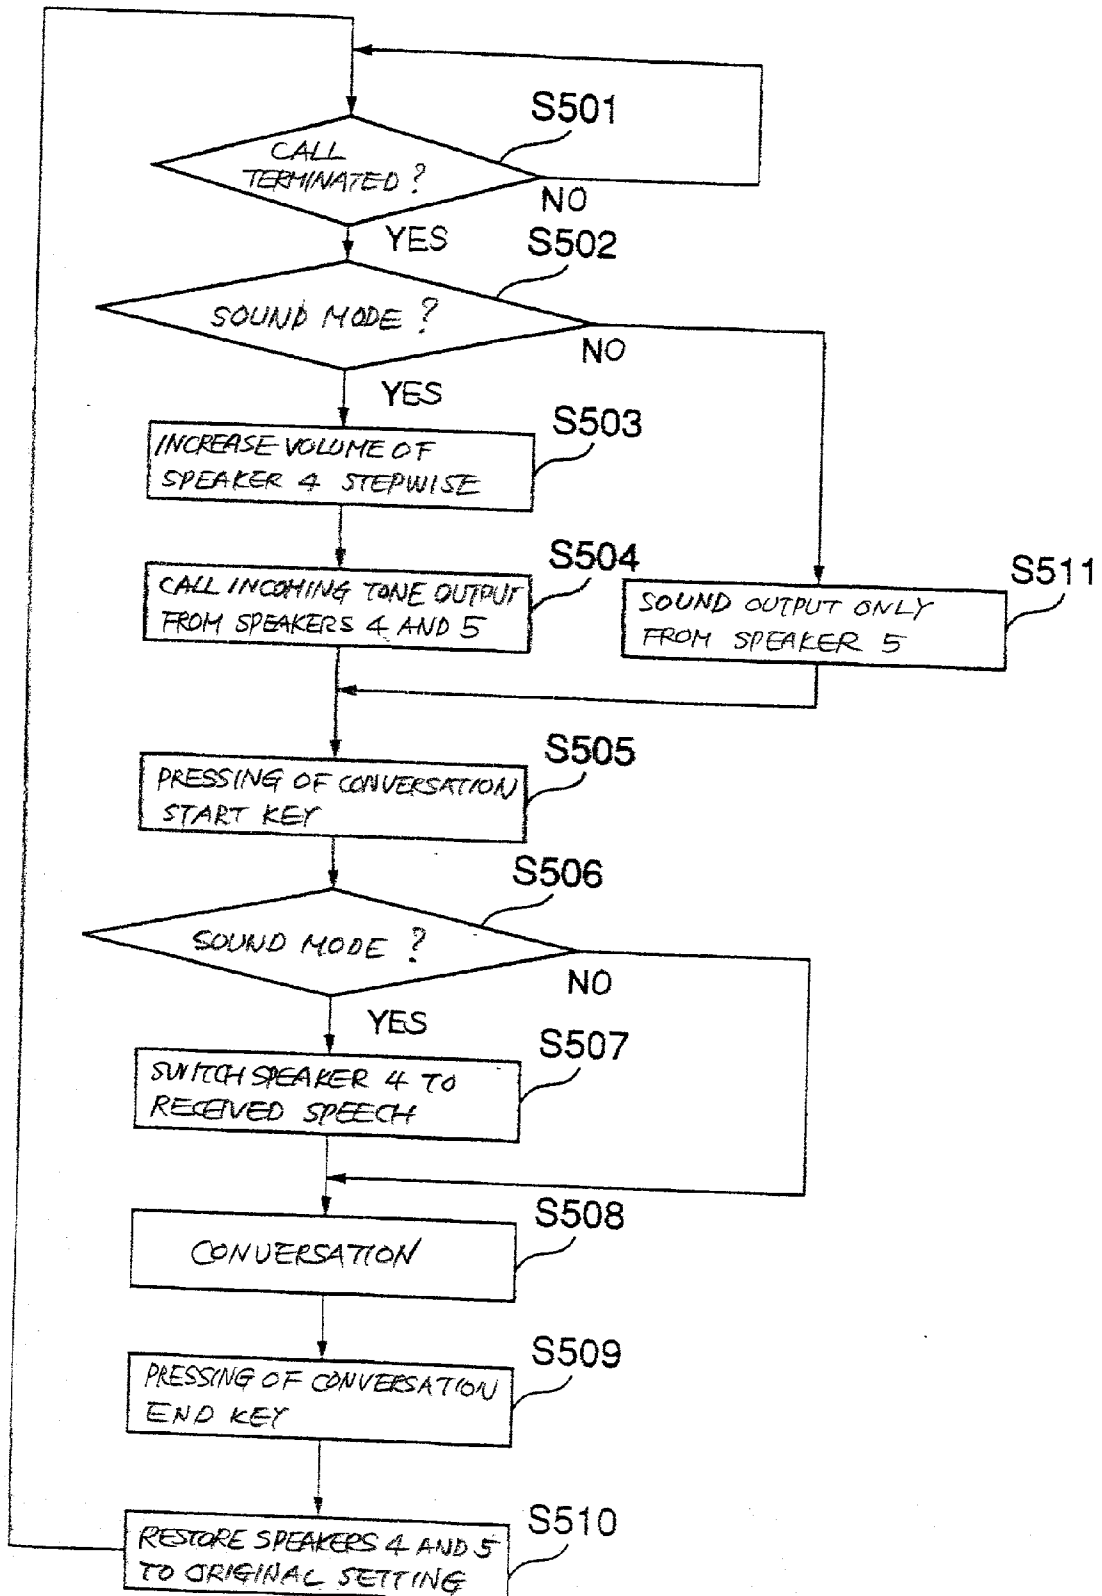 S501
CALL
TERMINATED?
NO
YES
S502
SOUND MODE?
NO
YES
S503
INCREASE VOLUME OF
SPEAKER 4 STEPWISE
S504
CALL INCOMING TONE OUTPUT
FROM SPEAKERS 4 AND 5
S511
SOUND OUTPUT ONLY
FROM SPEAKER 5
S505
PRESSING OF CONVERSATION
START KEY
S506
SOUND MODE?
NO
YES
S507
SWITCH SPEAKER 4 TO
RECEIVED SPEECH
S508
CONVERSATION
S509
PRESSING OF CONVERSATION
END KEY
S510
RESTORE SPEAKERS 4 AND 5
TO ORIGINAL SETTING